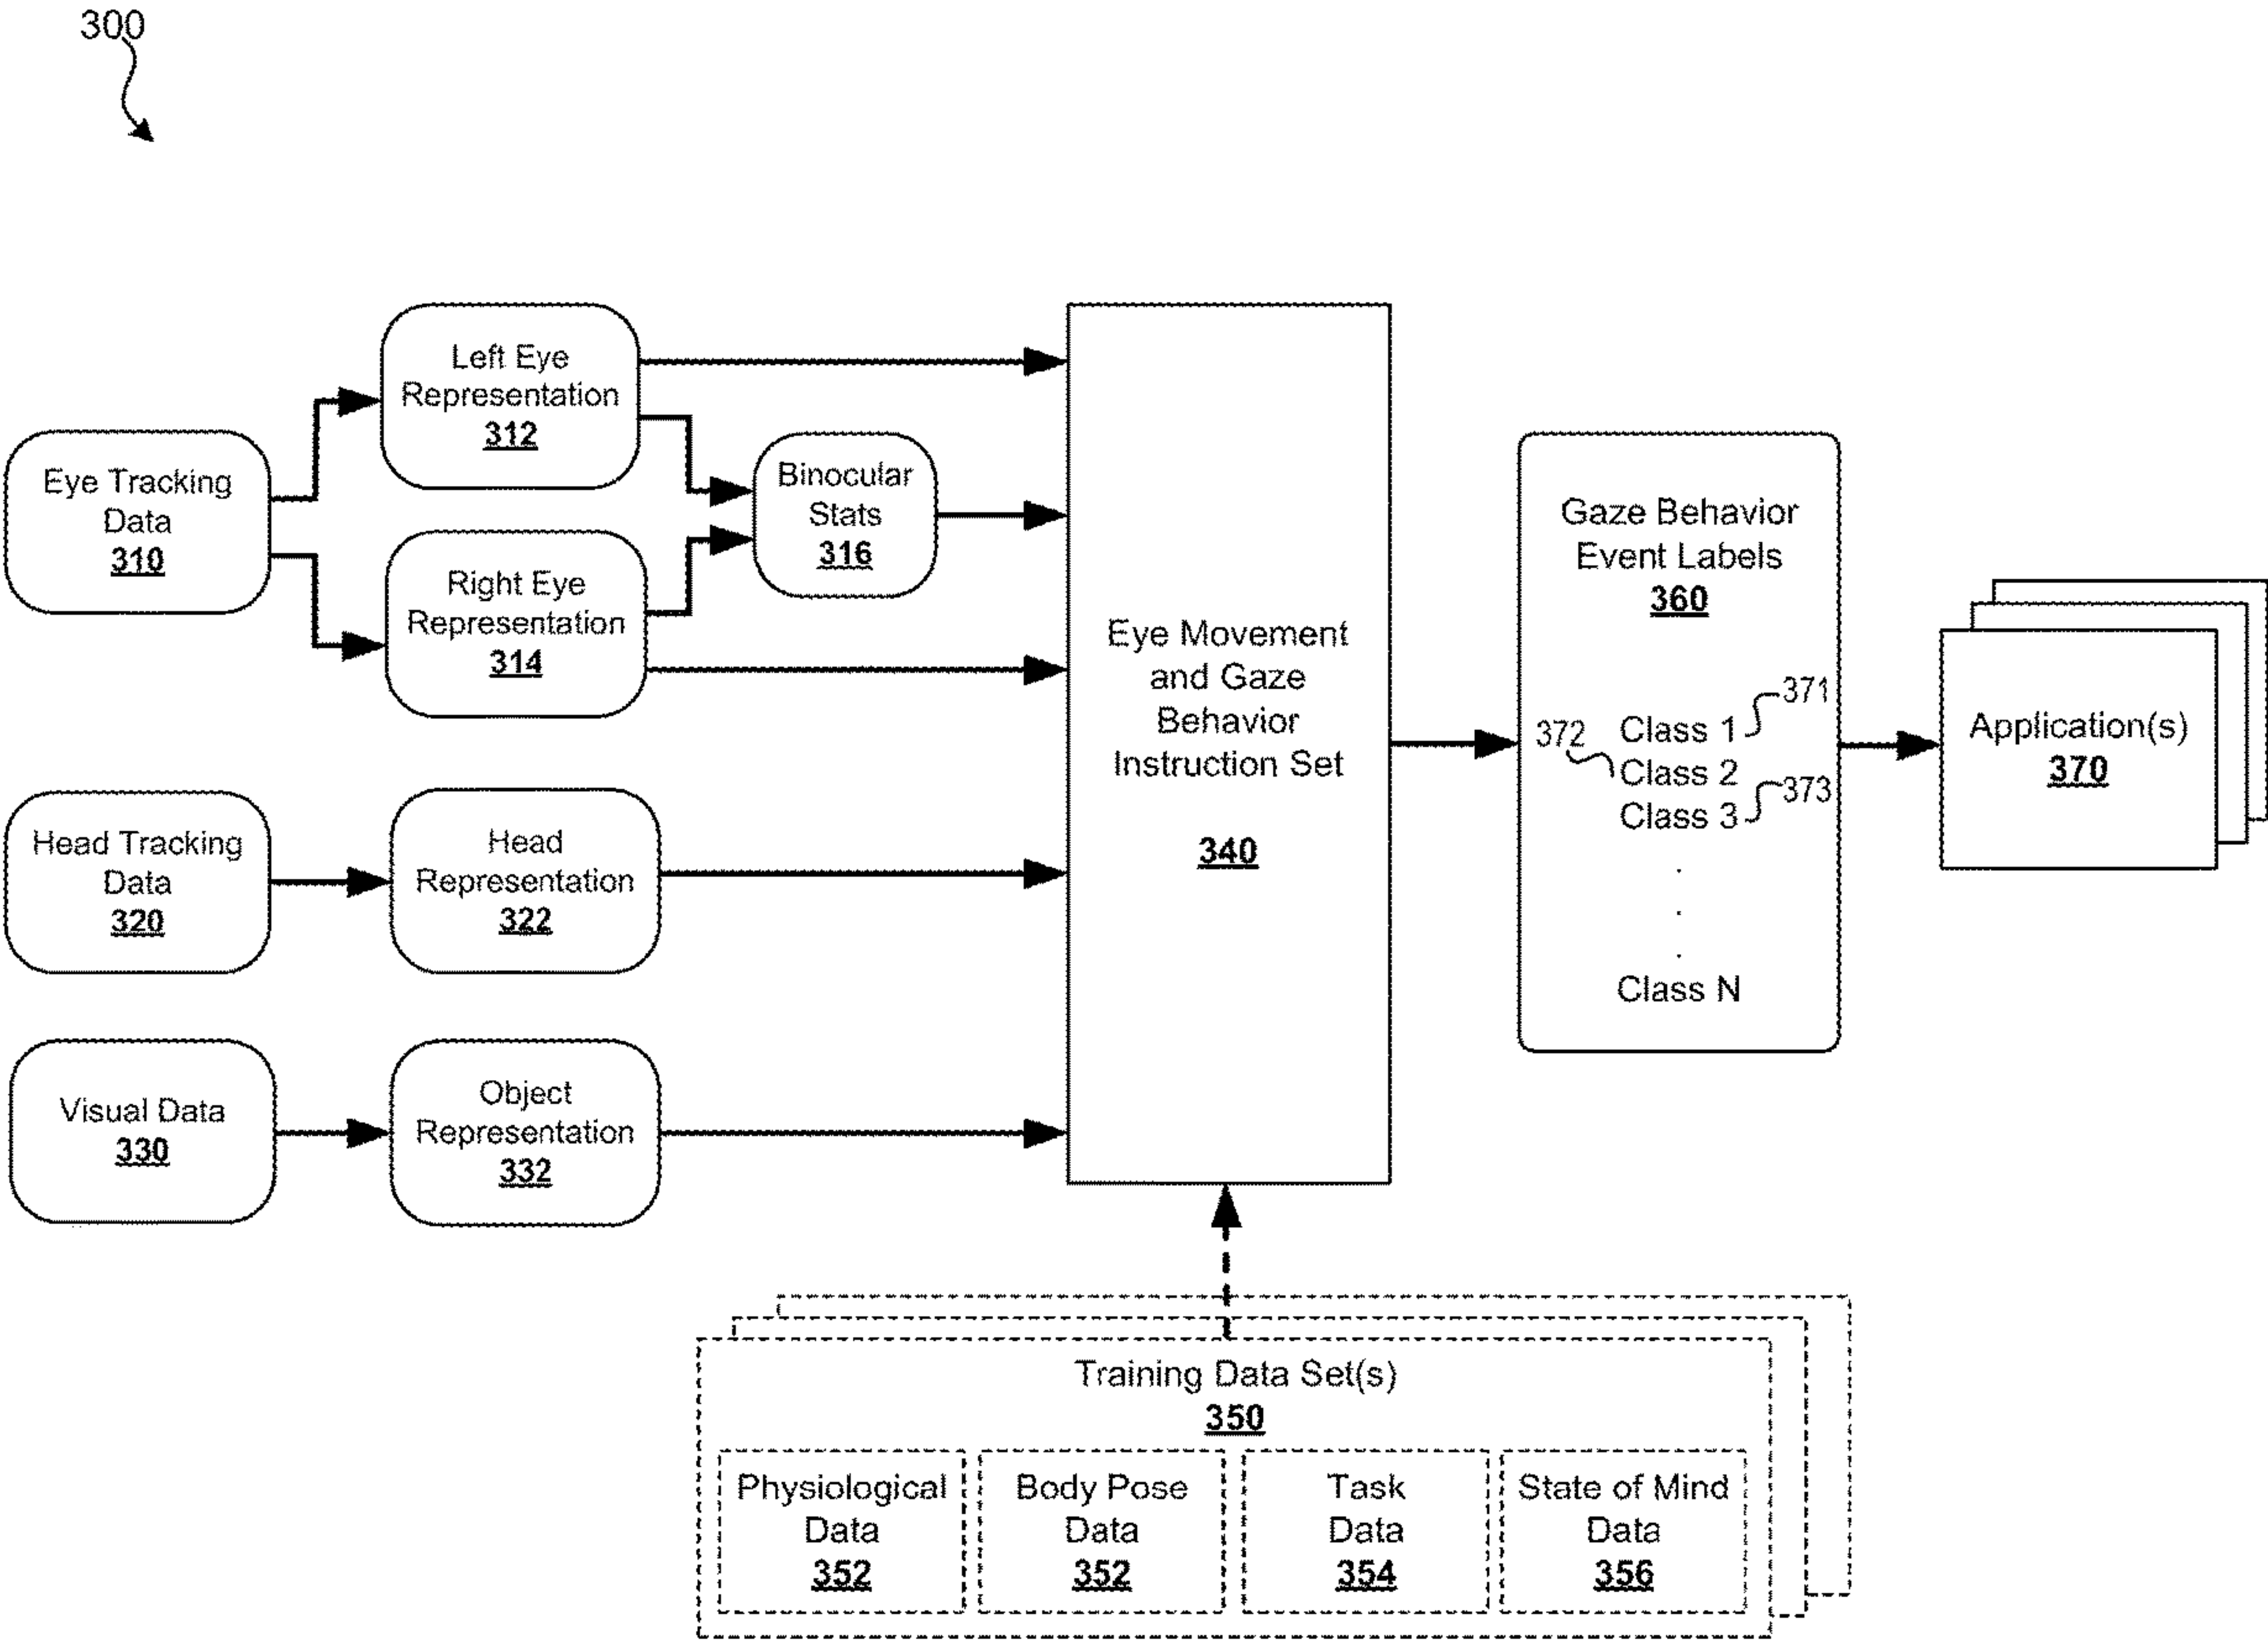 300
Eye Tracking
Data
310
Left Eye
Representation
312
Right Eye
Representation
314
Binocular
Stats
316
Head Tracking
Data
320
Head
Representation
322
Visual Data
330
Object
Representation
332
Eye Movement
and Gaze
Behavior
Instruction Set
340
Gaze Behavior
Event Labels
360
371
372
Class 1
Class 2
373
Class 3
.
.
.
Class N
Application(s)
370
Training Data Set(s)
350
Physiological
Data
352
Body Pose
Data
352
Task
Data
354
State of Mind
Data
356